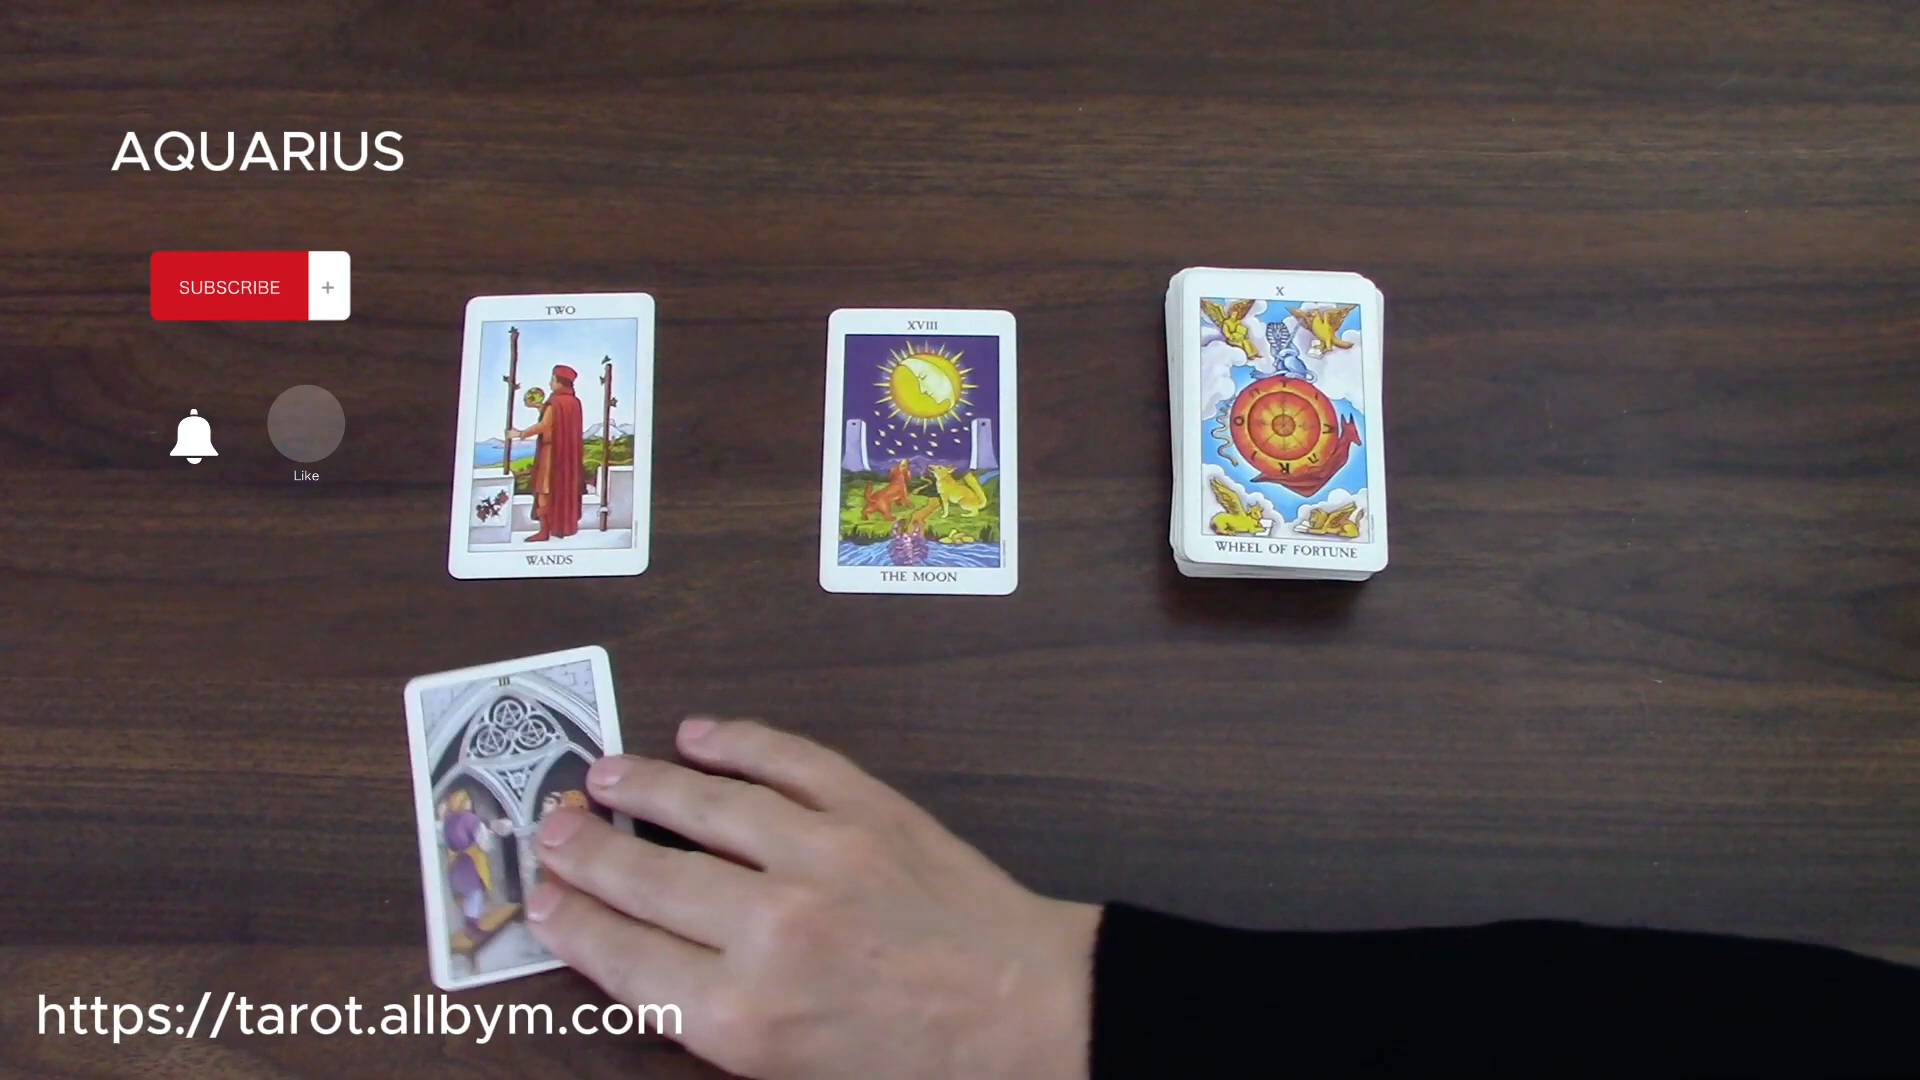 AQUARIUS
SUBSCRIBE +
Like
TWO
WANDS
XVIII
THE MOON
X
WHEEL OF FORTUNE
III
https://tarot.allbym.com